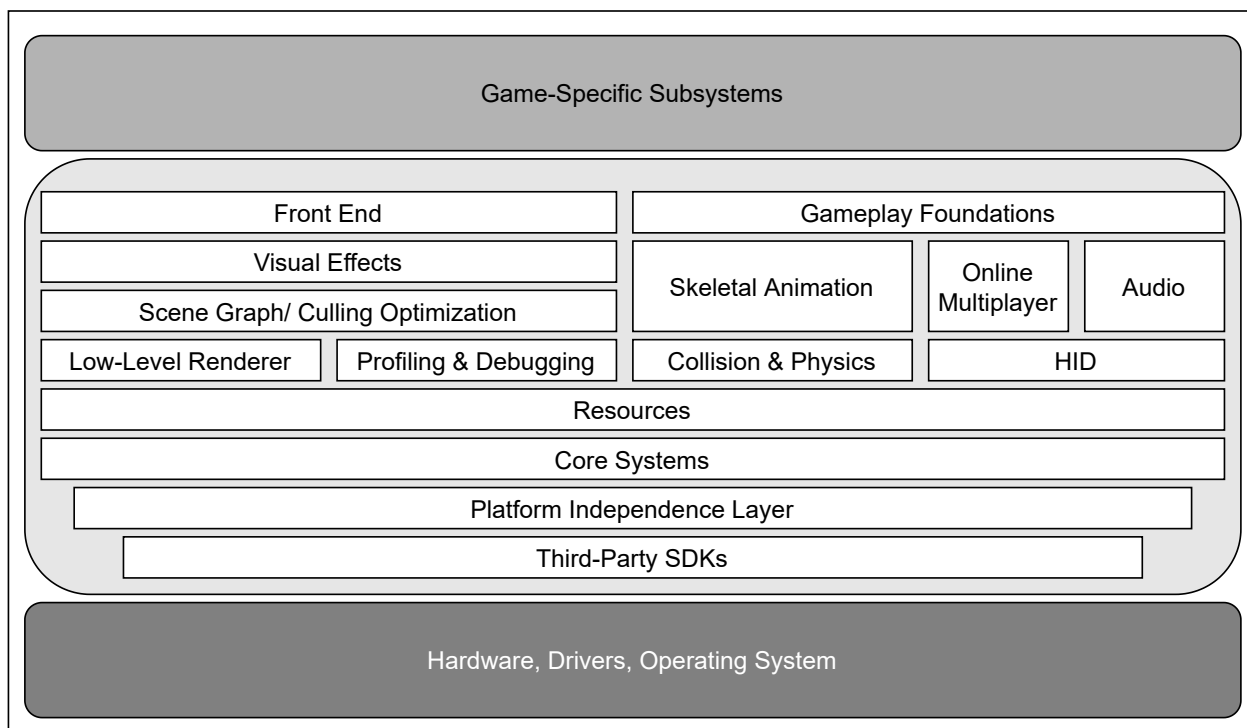 Game-Specific Subsystems
Front End
Gameplay Foundations
Visual Effects
Skeletal Animation
Online
Multiplayer
Audio
Scene Graph/ Culling Optimization
Low-Level Renderer
Profiling & Debugging
Collision & Physics
HID
Resources
Core Systems
Platform Independence Layer
Third-Party SDKs
Hardware, Drivers, Operating System